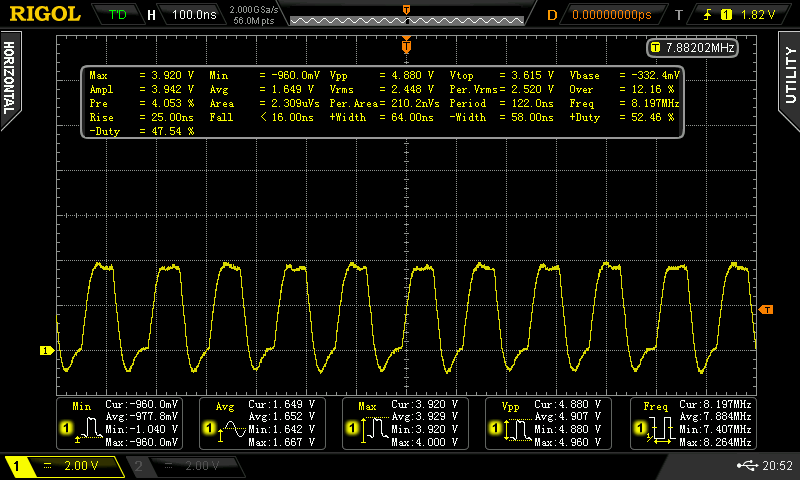 RIGOL T'D H 100.0ns 2.000GSa/s 56.0M pts T D 0.00000000ps T 1 1.82 V
HORIZONTAL
UTILITY
T
T 7.88202MHz
Max = 3.920 V Min = -960.0mV Vpp = 4.880 V Vtop = 3.615 V Vbase = -332.4mV
Ampl = 3.942 V Avg = 1.649 V Vrms = 2.448 V Per.Vrms= 2.520 V Over = 12.16 %
Pre = 4.053 % Area = 2.309uVs Per.Area= 210.2nVs Period = 122.0ns Freq = 8.197MHz
Rise = 25.00ns Fall < 16.00ns +Width = 64.00ns -Width = 58.00ns +Duty = 52.46 %
-Duty = 47.54 %
T
1
Min Cur:-960.0mV
Avg:-977.8mV
1 Min:-1.040 V
Max:-960.0mV
Avg Cur:1.649 V
Avg:1.652 V
1 Min:1.642 V
Max:1.667 V
Max Cur:3.920 V
Avg:3.929 V
1 Min:3.920 V
Max:4.000 V
Vpp Cur:4.880 V
Avg:4.907 V
1 Min:4.880 V
Max:4.960 V
Freq Cur:8.197MHz
Avg:7.884MHz
1 Min:7.407MHz
Max:8.264MHz
1 2.00 V 2 2.00 V 20:52